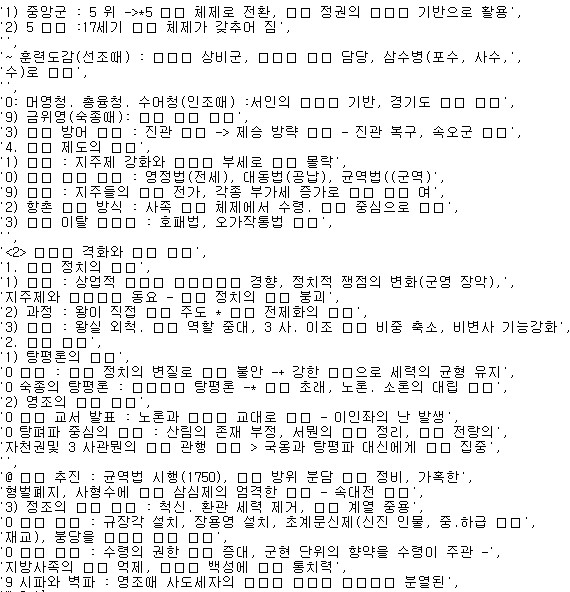 '1) 중앙군 : 5 위 ->*5 □□ 체제로 전환, □□ 정권의 □□□ 기반으로 활용',
'2) 5 □□ :17세기 □□ 체제가 갖추어 짐',
'',
'~ 훈련도감(선조때) : □□□ 상비군, □□□ □□ 담당, 삼수병(포수, 사수,',
'수)로 □□',
'',
'0: 머영청. 총융청. 수어청(인조때) :서인의 □□□ 기반, 경기도 □□ □□ □□',
'9) 금위명(숙종때): □□ □□ □□',
'3) □□ 방어 □□ : 진관 □□ -> 제승 방략 □□ - 진관 복구, 속오군 □□',
'4. □□ 제도의 □□',
'1) □□ : 지주제 강화와 □□□ 부세로 □□ 몰락',
'0 □□ □□ □□ : 영정법(전세), 대동법(공납), 균역법((군역)',
'9) □□ : 지주들의 □□ 전가, 각종 부가세 증가로 □□ □□ 여',
'2) 향촌 □□ 방식 : 사족 □□ 체제에서 수령. □□ 중심으로 □□',
'3) □□ 이탈 □□□ : 호패법, 오가작통법 □□',
'',
'<2> □□□ 격화와 □□ □□',
'1. □□ 정치의 □□',
'1) □□ : 상업적 □□□ □□□□□ 경향, 정치적 쟁점의 변화(군영 장악),',
'지주제와 □□□□ 동요 - □□ 정치의 □□ 붕괴',
'2) 과정 : 왕이 직접 □□ 주도 * □□ 전제화의 □□',
'3) □□ : 왕실 외척. □□ 역할 중대, 3 사. 이조 □□ 비중 축소, 비변사 기능강화',
'2. □□ □□',
'1) 탕평론의 □□',
'0 □□ : □□ 정치의 변질로 □□ 불안 -+ 강한 □□으로 세력의 균형 유지',
'0 숙종의 탕평론 : □□□□ 탕평론 -* □□ 초래, 노론. 소론의 대립 □□',
'2) 영조의 □□ □□',
'0 □□ 교서 발표 : 노론과 □□□ 교대로 □□ - 이인좌의 난 발생',
'0 탕펴파 중심의 □□ : 산림의 존재 부정, 서원의 □□ 정리, □□ 전랑의',
'자천권및 3 사관원의 □□ 관행 □□ > 국옹과 탕평파 대신에게 □□ 집중',
'',
'@ □□ 추진 : 균역법 시행(1750), □□ 방위 분담 □□ 정비, 가혹한',
'형벌폐지, 사형수에 □□ 삼심제의 엄격한 □□ - 속대전 □□',
'3) 정조의 □□ □□ : 척신. 환관 세력 제거, □□ 계열 중용',
'0 □□ □□ : 규장각 설치, 장용영 설치, 초계문신제(신진 인물, 중.하급 □□',
'재교), 붕당을 □□□ □□ □□',
'0 □□ □□ : 수령의 권한 □□ 증대, 군현 단위의 향약을 수령이 주관 -',
'지방사족의 □□ 억제, □□□ 백성에 □□ 통치력',
'9 시파와 벽파 : 영조때 사도세자의 □□□ □□□ □□□□ 분열된',